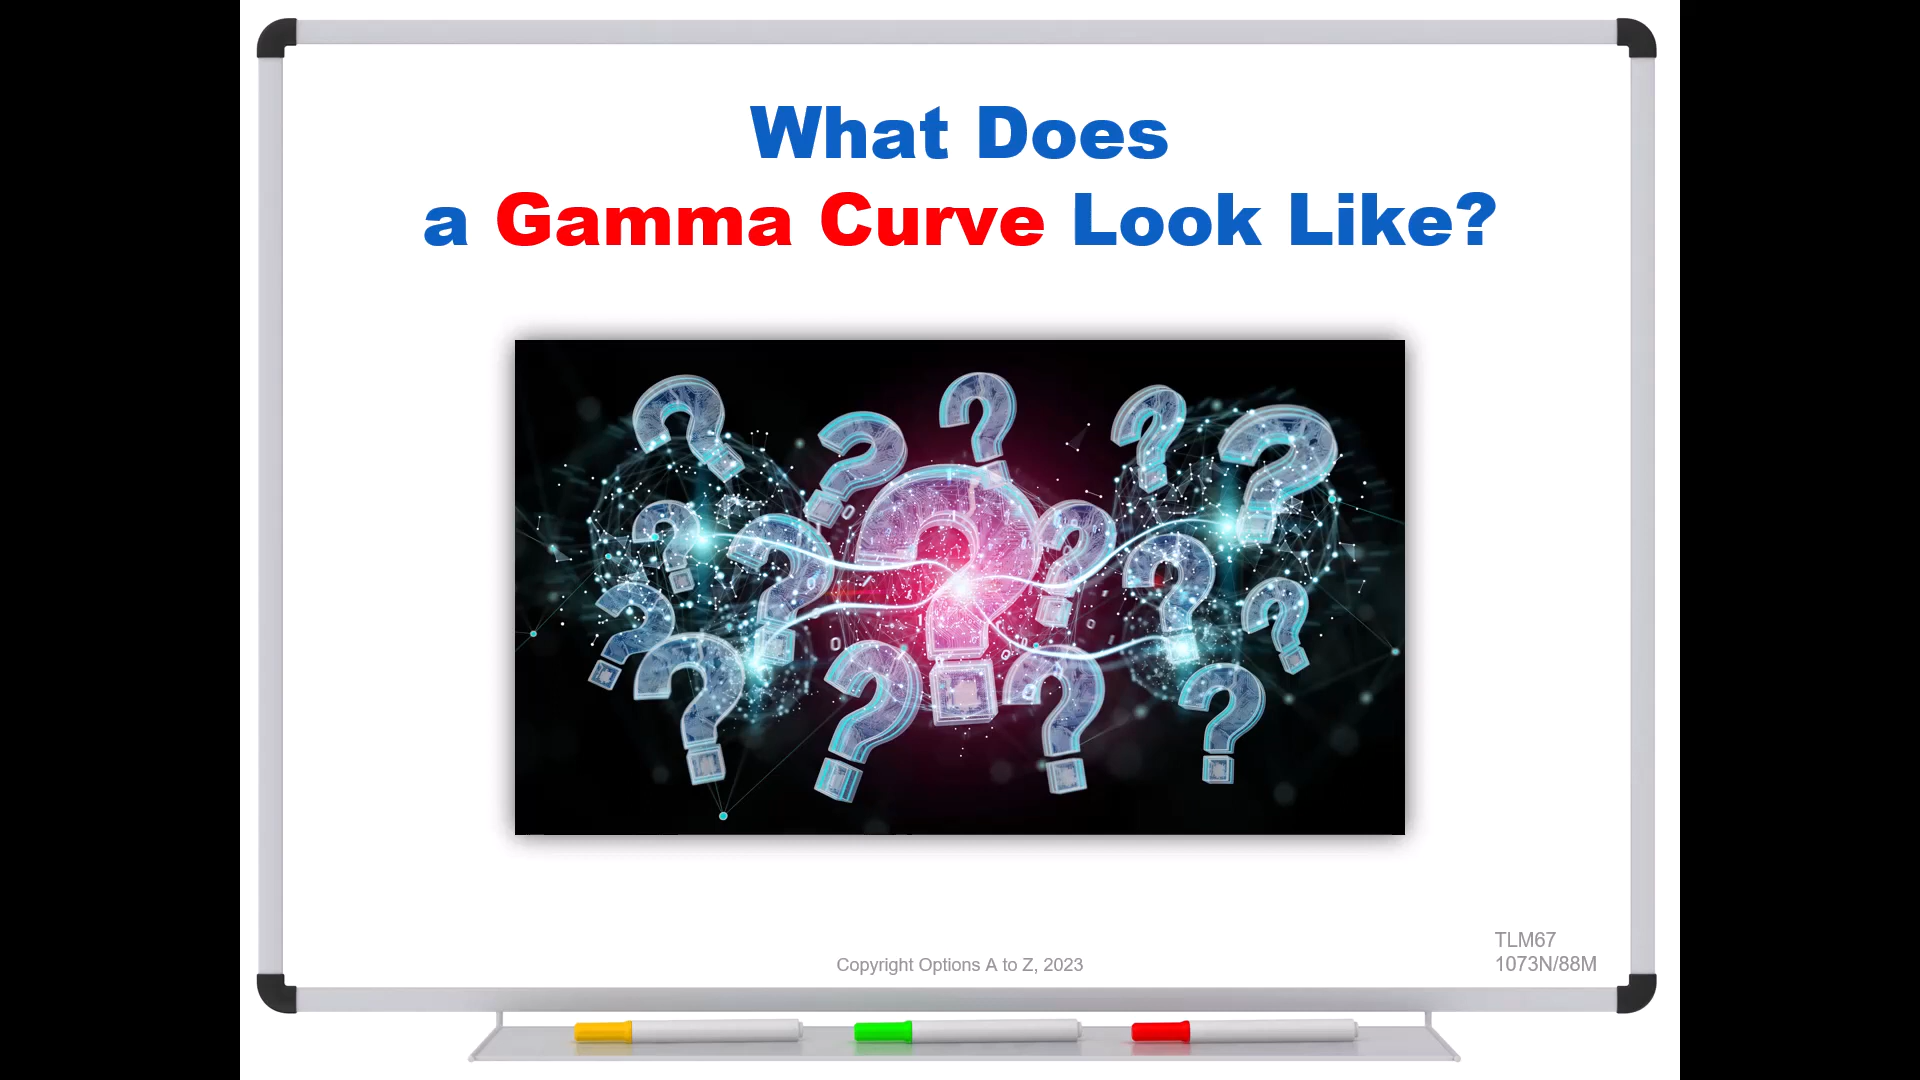 What Does
a Gamma Curve Look Like?
TLM67
Copyright Options A to Z, 2023
1073N/88M